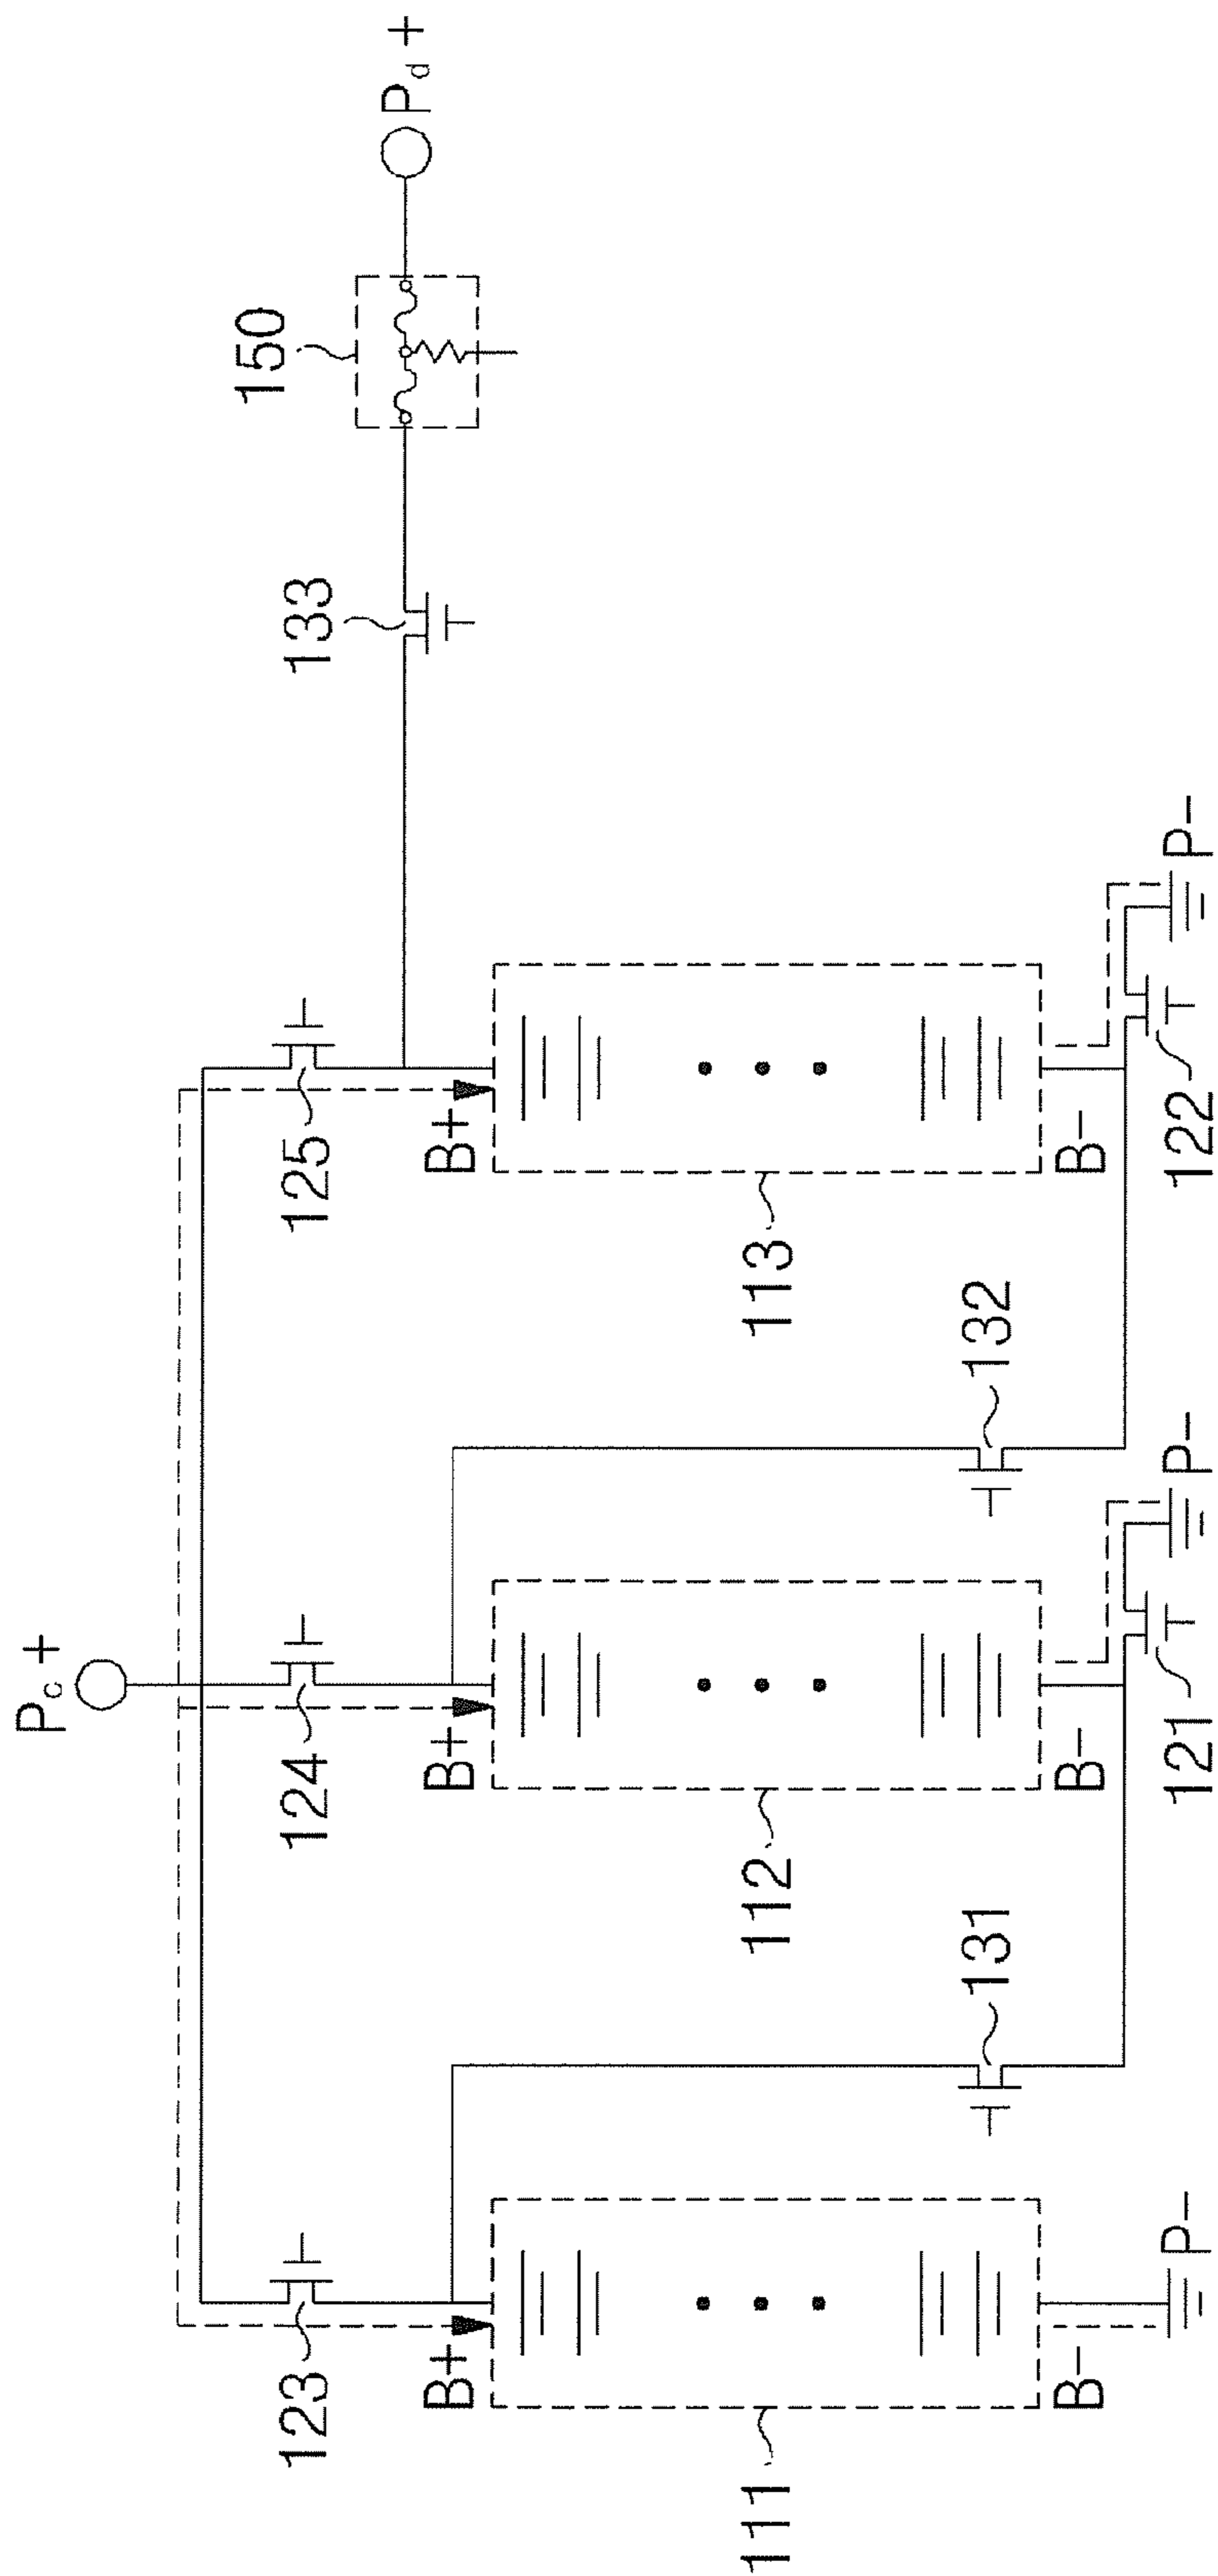 Pc +
Pd +
150
133
123
124
125
B+
B+
B+
111
112
113
131
132
B-
B-
B-
121
122
P-
P-
P-